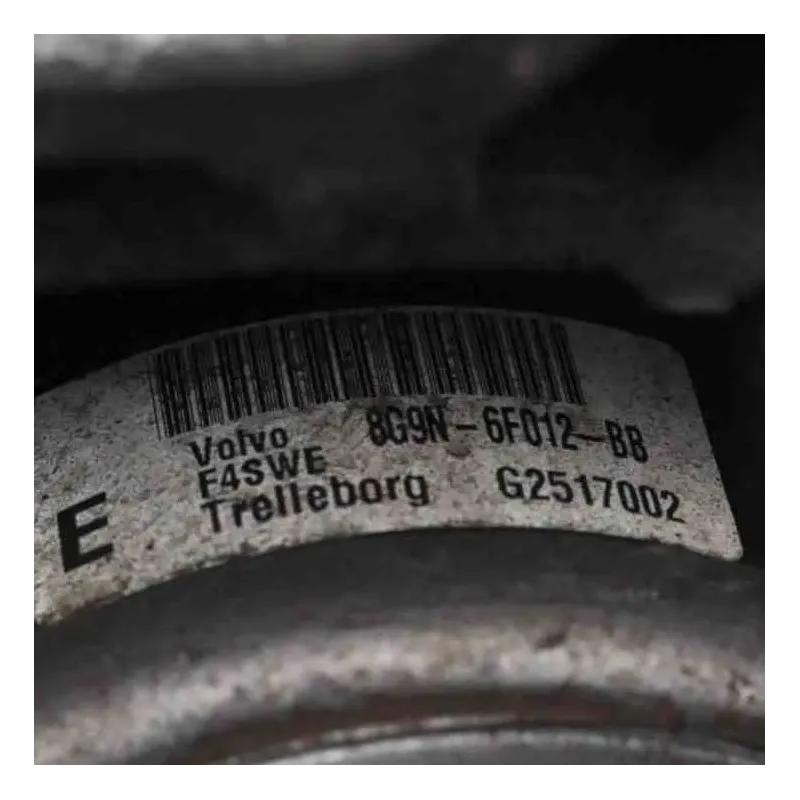 Volvo 8G9N-6F012-BB
F4SWE
Trelleborg G2517002
E